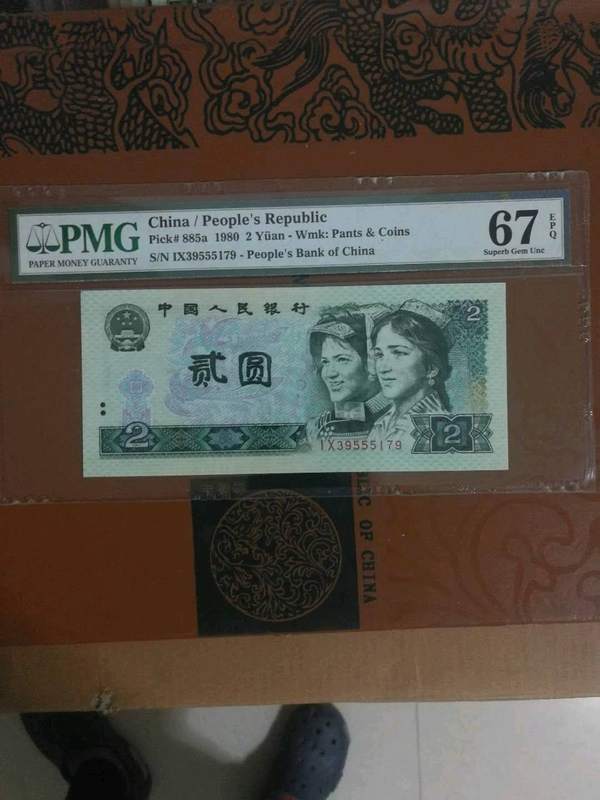 PMG
PAPER MONEY GUARANTY
China / People's Republic
Pick# 885a 1980 2 Yüan - Wmk: Pants & Coins
S/N IX39555179 - People's Bank of China
67
EPQ
Superb Gem Unc
中国人民银行
2
贰圆
2
IX39555179
2
OF CHINA